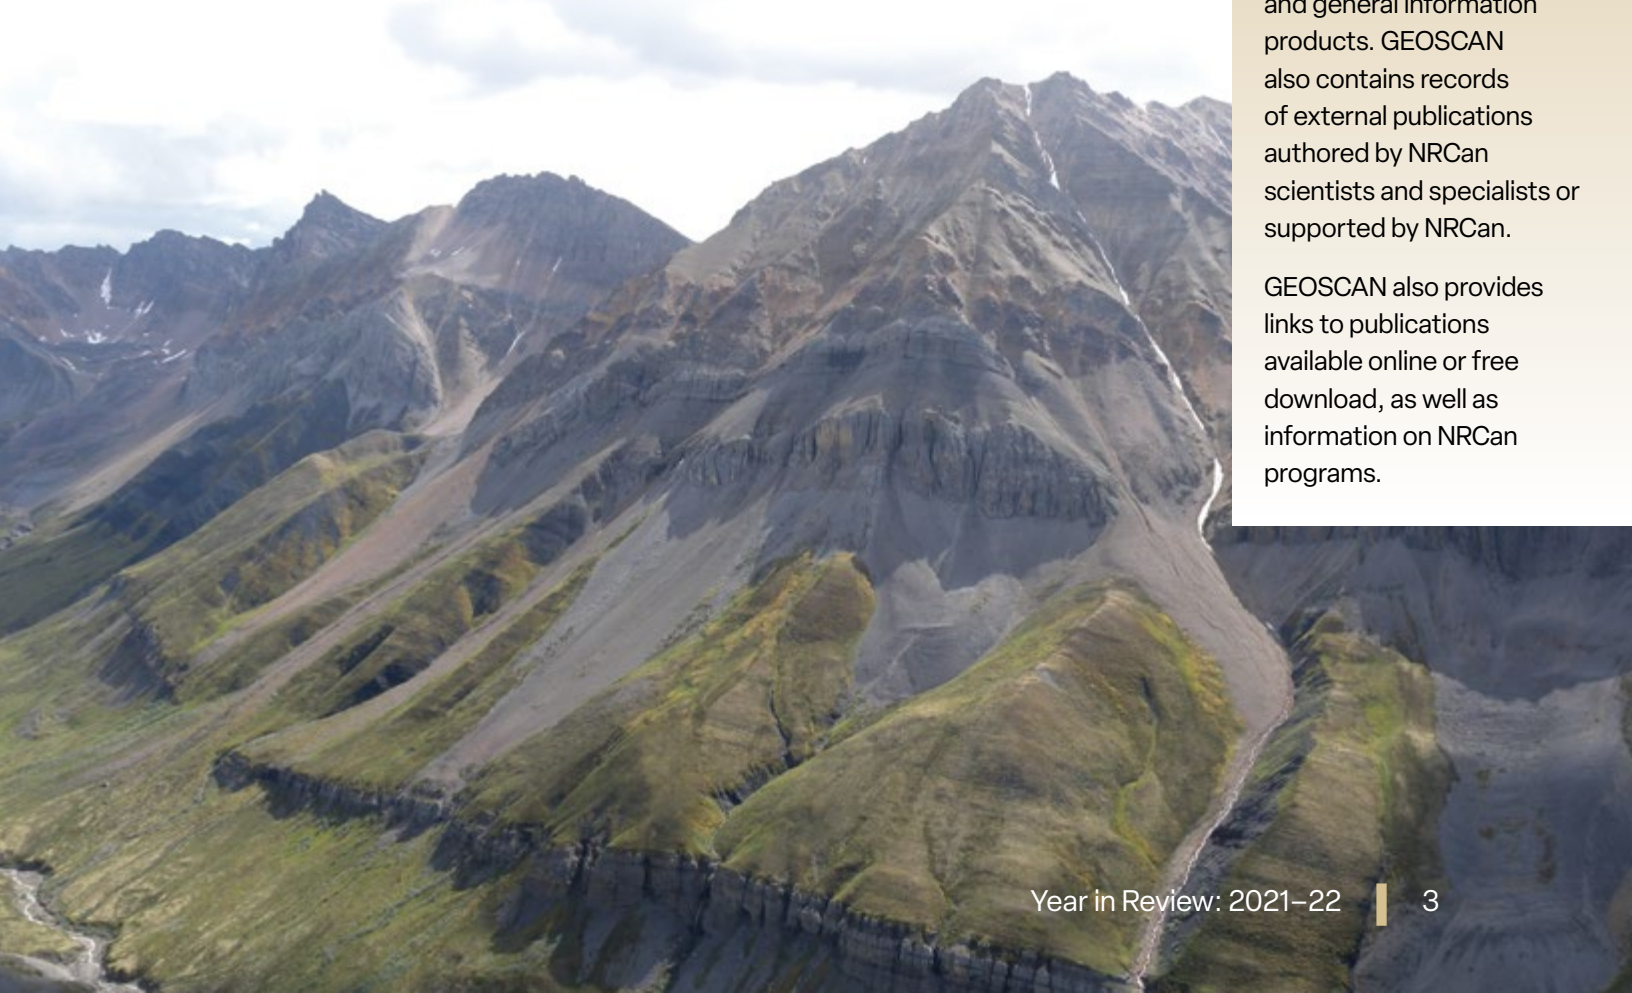 and general information
products. GEOSCAN
also contains records
of external publications
authored by NRCan
scientists and specialists or
supported by NRCan.
GEOSCAN also provides
links to publications
available online or free
download, as well as
information on NRCan
programs.
Year in Review: 2021–22 3